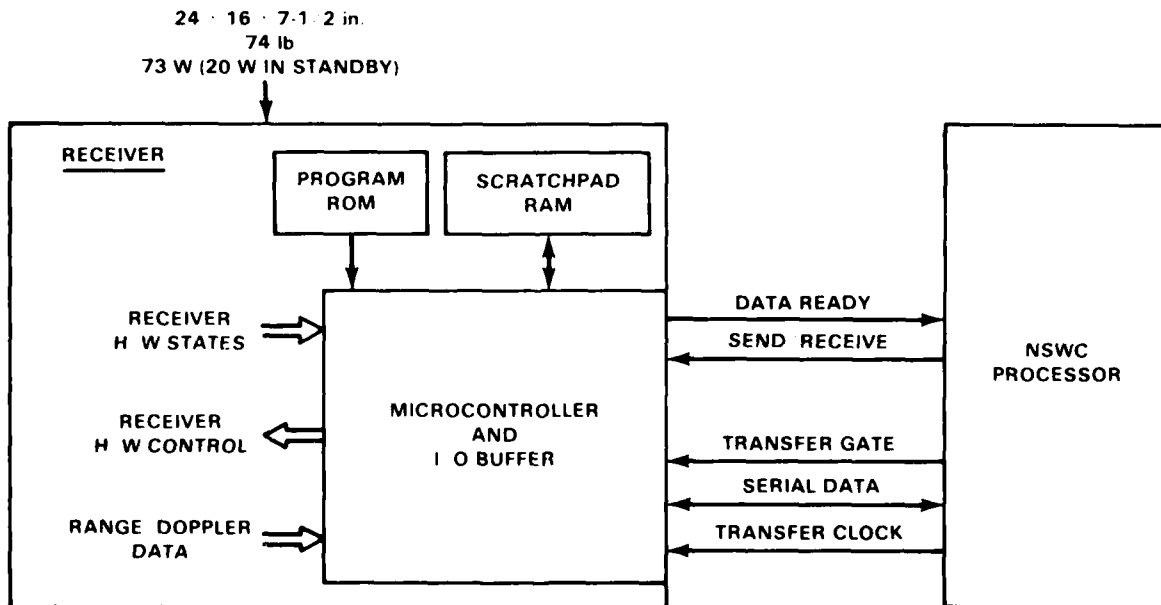 24 · 16 · 7-1 2 in.
74 lb
73 W (20 W IN STANDBY)
RECEIVER
PROGRAM
ROM
SCRATCHPAD
RAM
RECEIVER
H W STATES
RECEIVER
H W CONTROL
RANGE DOPPLER
DATA
MICROCONTROLLER
AND
I O BUFFER
DATA READY
SEND RECEIVE
TRANSFER GATE
SERIAL DATA
TRANSFER CLOCK
NSWC
PROCESSOR